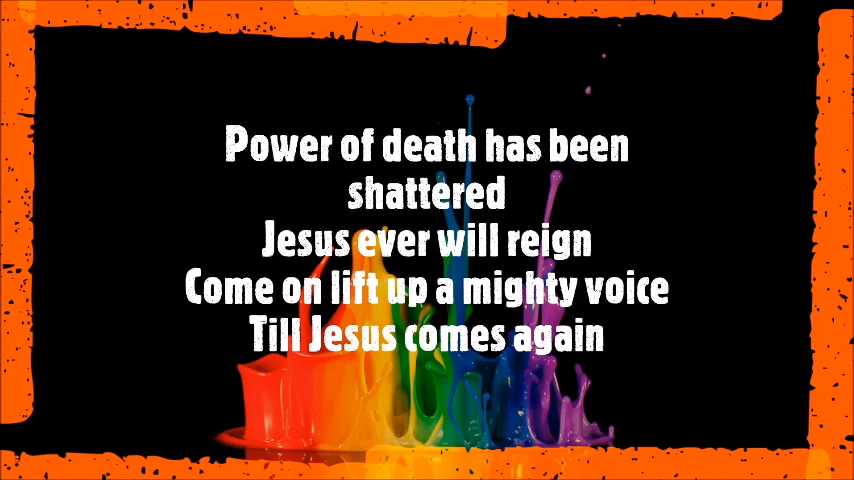 Power of death has been
shattered
Jesus ever will reign
Come on lift up a mighty voice
Till Jesus comes again